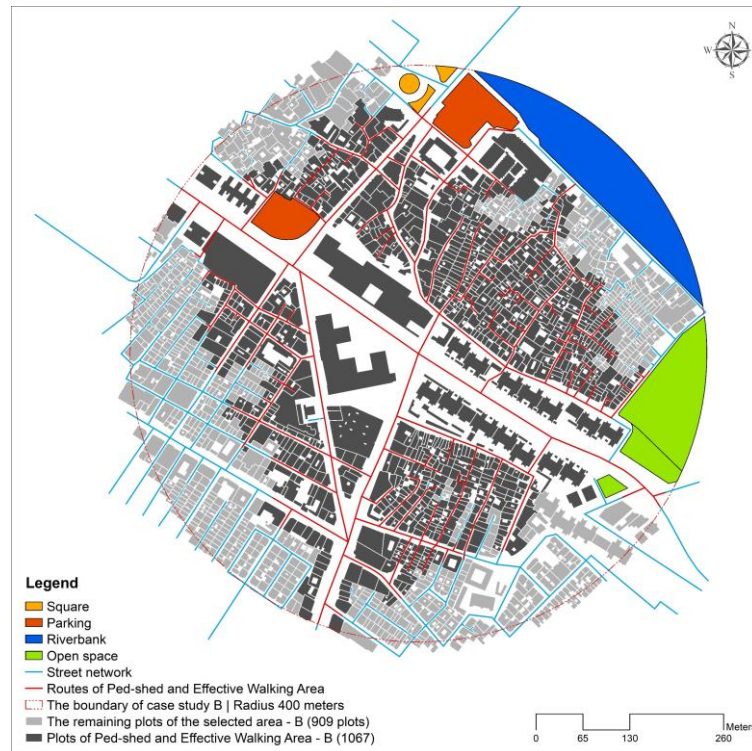 N
W E
S
Legend
Square
Parking
Riverbank
Open space
Street network
Routes of Ped-shed and Effective Walking Area
The boundary of case study B | Radius 400 meters
The remaining plots of the selected area - B (909 plots)
Plots of Ped-shed and Effective Walking Area - B (1067)
Meters
0 65 130 260